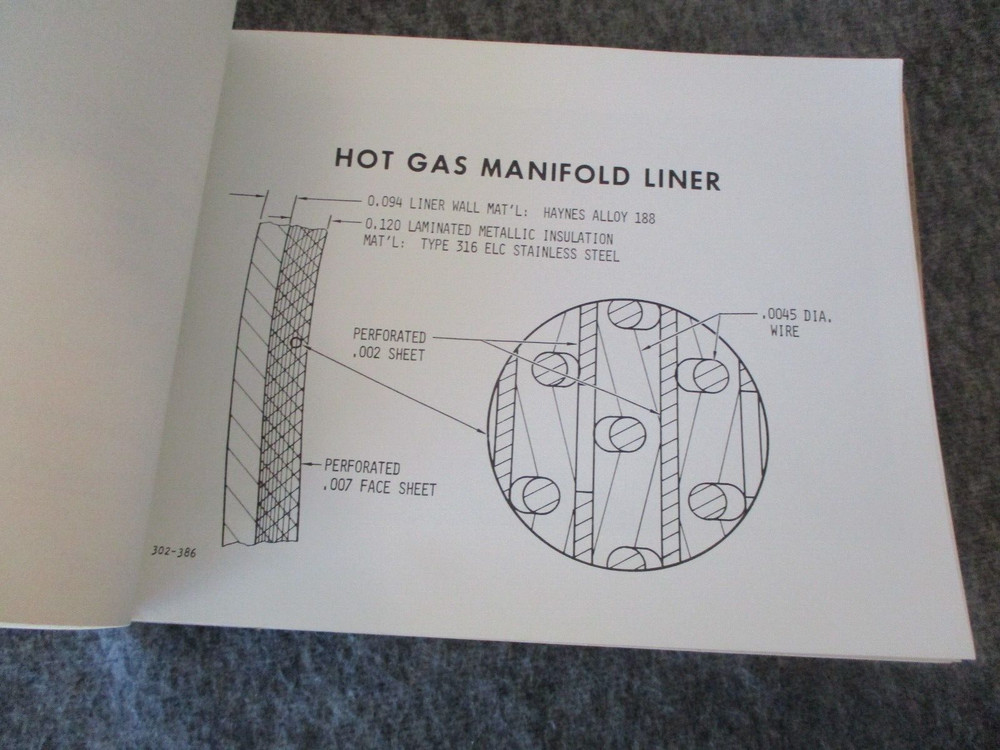 HOT GAS MANIFOLD LINER
0.094 LINER WALL MAT'L: HAYNES ALLOY 188
0.120 LAMINATED METALLIC INSULATION
MAT'L: TYPE 316 ELC STAINLESS STEEL
PERFORATED
.002 SHEET
.0045 DIA.
WIRE
PERFORATED
.007 FACE SHEET
302-386